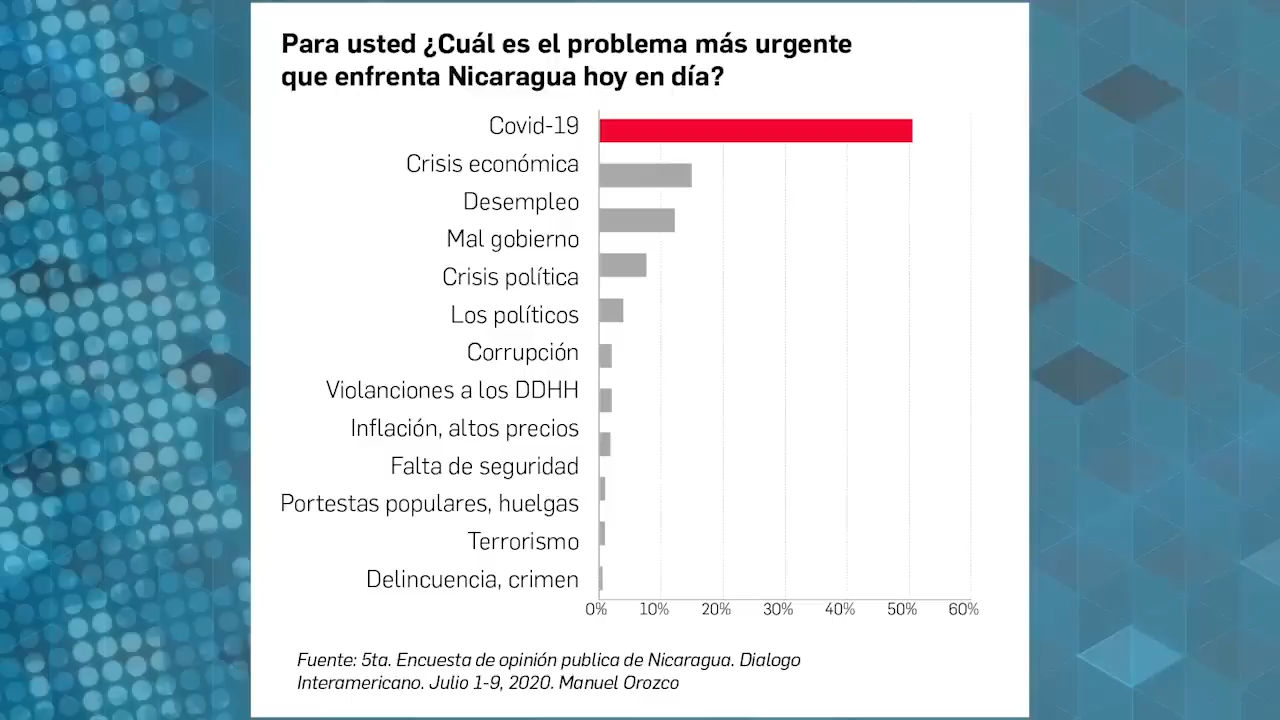 Para usted ¿Cuál es el problema más urgente
que enfrenta Nicaragua hoy en día?
Covid-19
Crisis económica
Desempleo
Mal gobierno
Crisis política
Los políticos
Corrupción
Violanciones a los DDHH
Inflación, altos precios
Falta de seguridad
Portestas populares, huelgas
Terrorismo
Delincuencia, crimen
0% 10% 20% 30% 40% 50% 60%
Fuente: 5ta. Encuesta de opinión publica de Nicaragua. Dialogo
Interamericano. Julio 1-9, 2020. Manuel Orozco